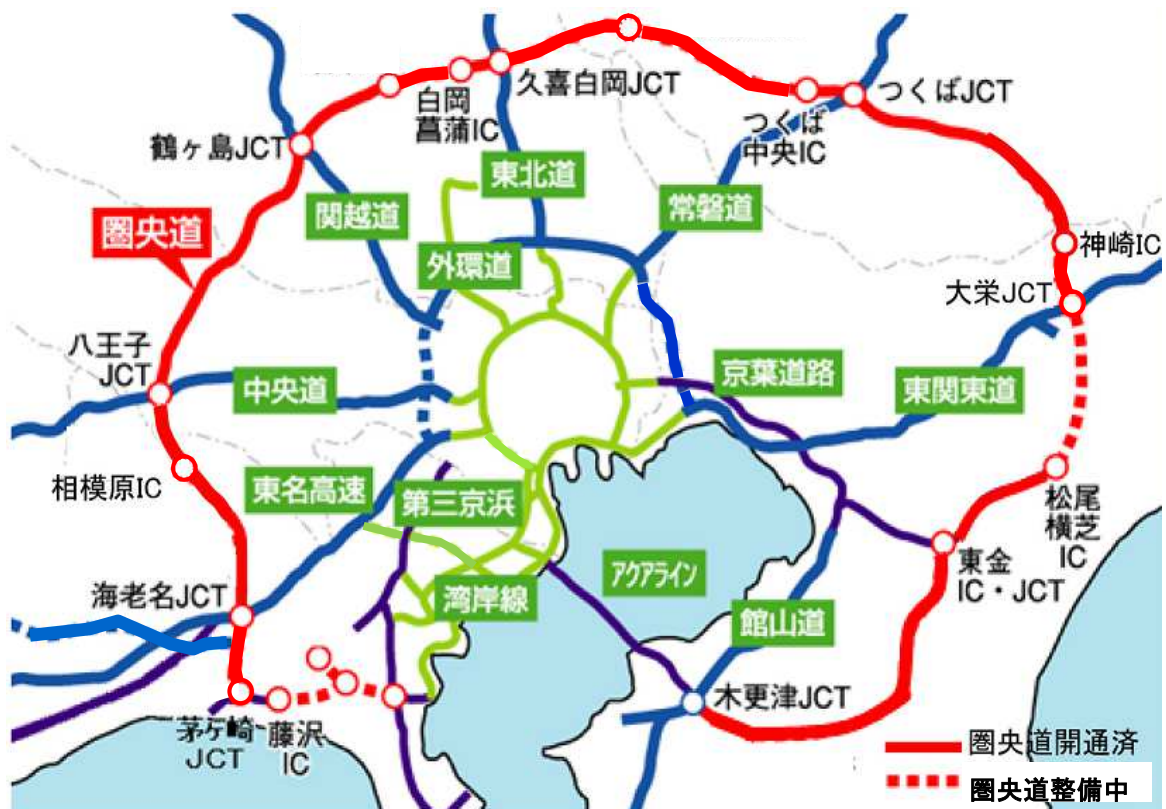 久喜白岡JCT
つくばJCT
白岡
菖蒲IC
つくば
中央IC
鶴ヶ島JCT
東北道
関越道
常磐道
圏央道
外環道
神崎IC
大栄JCT
八王子
JCT
中央道
京葉道路
東関東道
相模原IC
東名高速
第三京浜
松尾
横芝
IC
アクアライン
東金
IC・JCT
海老名JCT
湾岸線
館山道
木更津JCT
茅ヶ崎
JCT
藤沢
IC
圏央道開通済
圏央道整備中